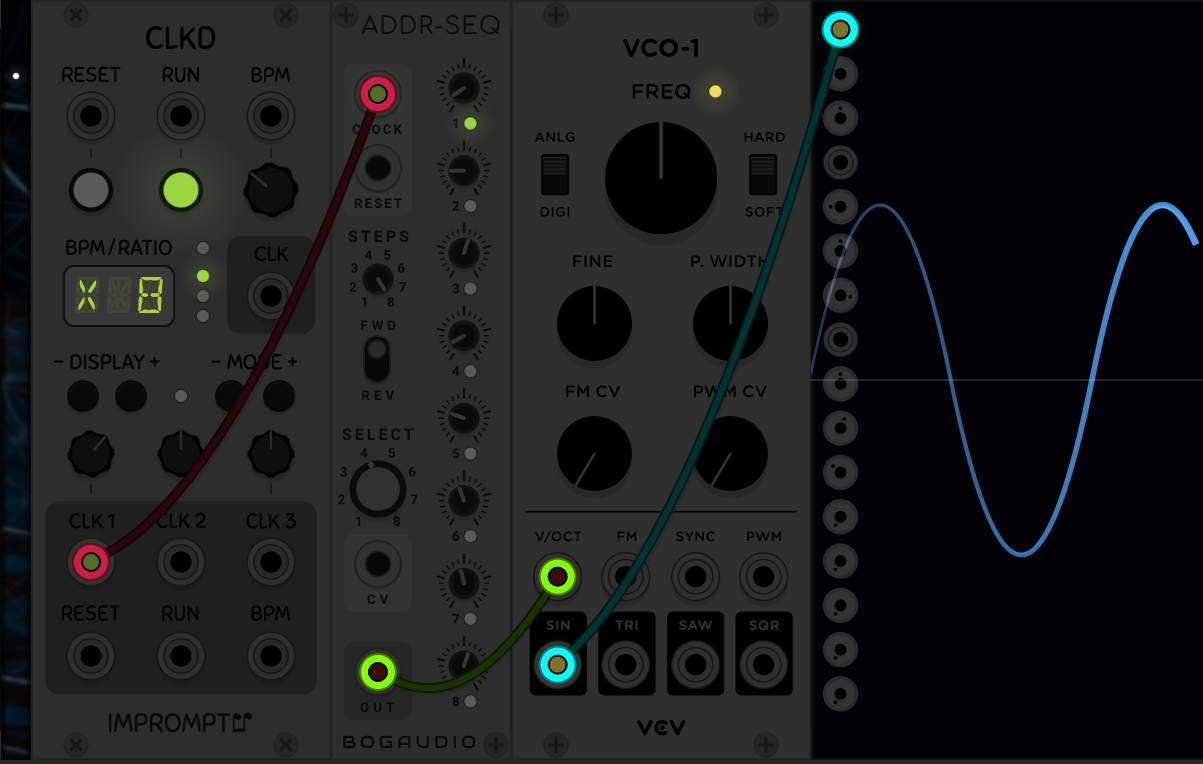 CLKD
RESET RUN BPM
BPM/RATIO
X 8
CLK
- DISPLAY +
- MODE +
CLK 1 CLK 2 CLK 3
RESET RUN BPM
IMPROMPTU
ADDR-SEQ
CLOCK
RESET
STEPS
1 2 3 4 5 6 7 8
FWD
REV
SELECT
1 2 3 4 5 6 7 8
CV
OUT
1
2
3
4
5
6
7
8
BOGAUDIO
VCO-1
FREQ
ANLG
DIGI
HARD
SOFT
FINE
P. WIDTH
FM CV
PWM CV
V/OCT FM SYNC PWM
SIN TRI SAW SQR
VCV